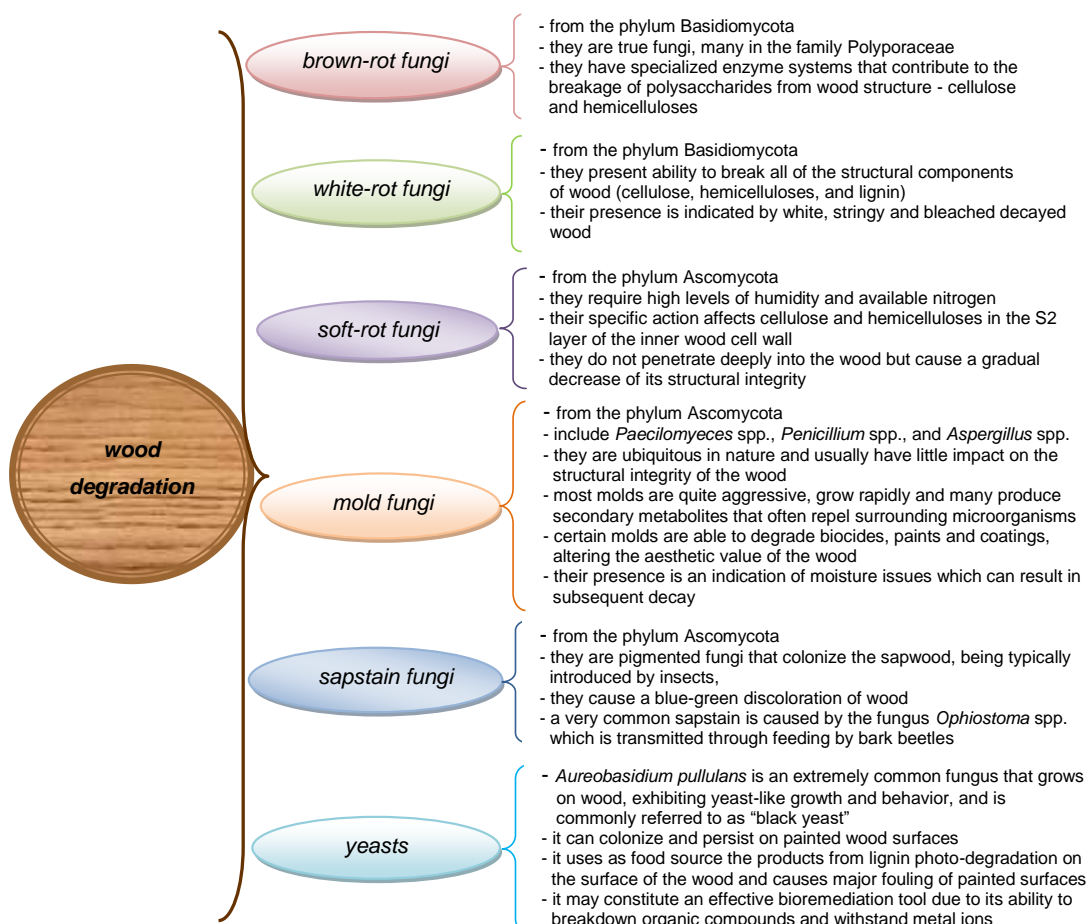 wood
degradation
brown-rot fungi
- from the phylum Basidiomycota
- they are true fungi, many in the family Polyporaceae
- they have specialized enzyme systems that contribute to the
breakage of polysaccharides from wood structure - cellulose
and hemicelluloses
white-rot fungi
- from the phylum Basidiomycota
- they present ability to break all of the structural components
of wood (cellulose, hemicelluloses, and lignin)
- their presence is indicated by white, stringy and bleached decayed
wood
soft-rot fungi
- from the phylum Ascomycota
- they require high levels of humidity and available nitrogen
- their specific action affects cellulose and hemicelluloses in the S2
layer of the inner wood cell wall
- they do not penetrate deeply into the wood but cause a gradual
decrease of its structural integrity
mold fungi
- from the phylum Ascomycota
- include Paecilomyeces spp., Penicillium spp., and Aspergillus spp.
- they are ubiquitous in nature and usually have little impact on the
structural integrity of the wood
- most molds are quite aggressive, grow rapidly and many produce
secondary metabolites that often repel surrounding microorganisms
- certain molds are able to degrade biocides, paints and coatings,
altering the aesthetic value of the wood
- their presence is an indication of moisture issues which can result in
subsequent decay
sapstain fungi
- from the phylum Ascomycota
- they are pigmented fungi that colonize the sapwood, being typically
introduced by insects,
- they cause a blue-green discoloration of wood
- a very common sapstain is caused by the fungus Ophiostoma spp.
which is transmitted through feeding by bark beetles
yeasts
- Aureobasidium pullulans is an extremely common fungus that grows
on wood, exhibiting yeast-like growth and behavior, and is
commonly referred to as “black yeast”
- it can colonize and persist on painted wood surfaces
- it uses as food source the products from lignin photo-degradation on
the surface of the wood and causes major fouling of painted surfaces
- it may constitute an effective bioremediation tool due to its ability to
breakdown organic compounds and withstand metal ions